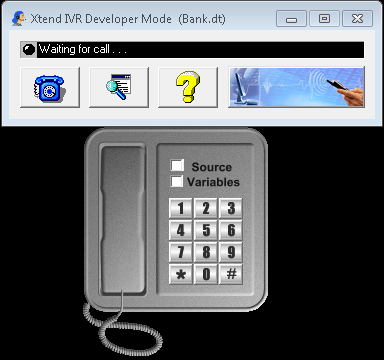 Xtend IVR Developer Mode (Bank.dt)
Waiting for call . . .
Source
Variables
1 2 3
4 5 6
7 8 9
* 0 #